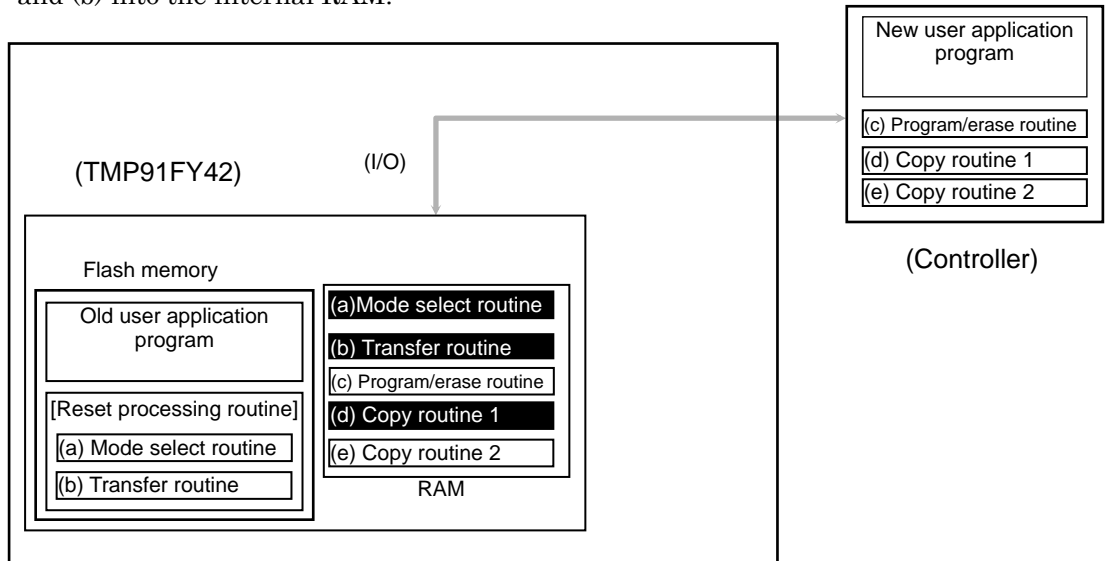 and (b) into the internal RAM.
New user application
program
(c) Program/erase routine
(d) Copy routine 1
(e) Copy routine 2
(Controller)
(TMP91FY42)
(I/O)
Flash memory
Old user application
program
[Reset processing routine]
(a) Mode select routine
(b) Transfer routine
(a)Mode select routine
(b) Transfer routine
(c) Program/erase routine
(d) Copy routine 1
(e) Copy routine 2
RAM